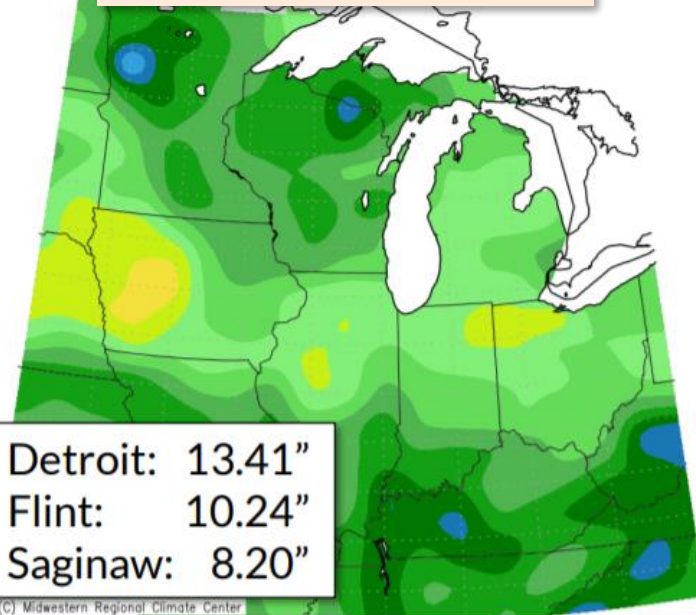 Detroit: 13.41”
Flint: 10.24”
Saginaw: 8.20”
(C) Midwestern Regional Climate Center